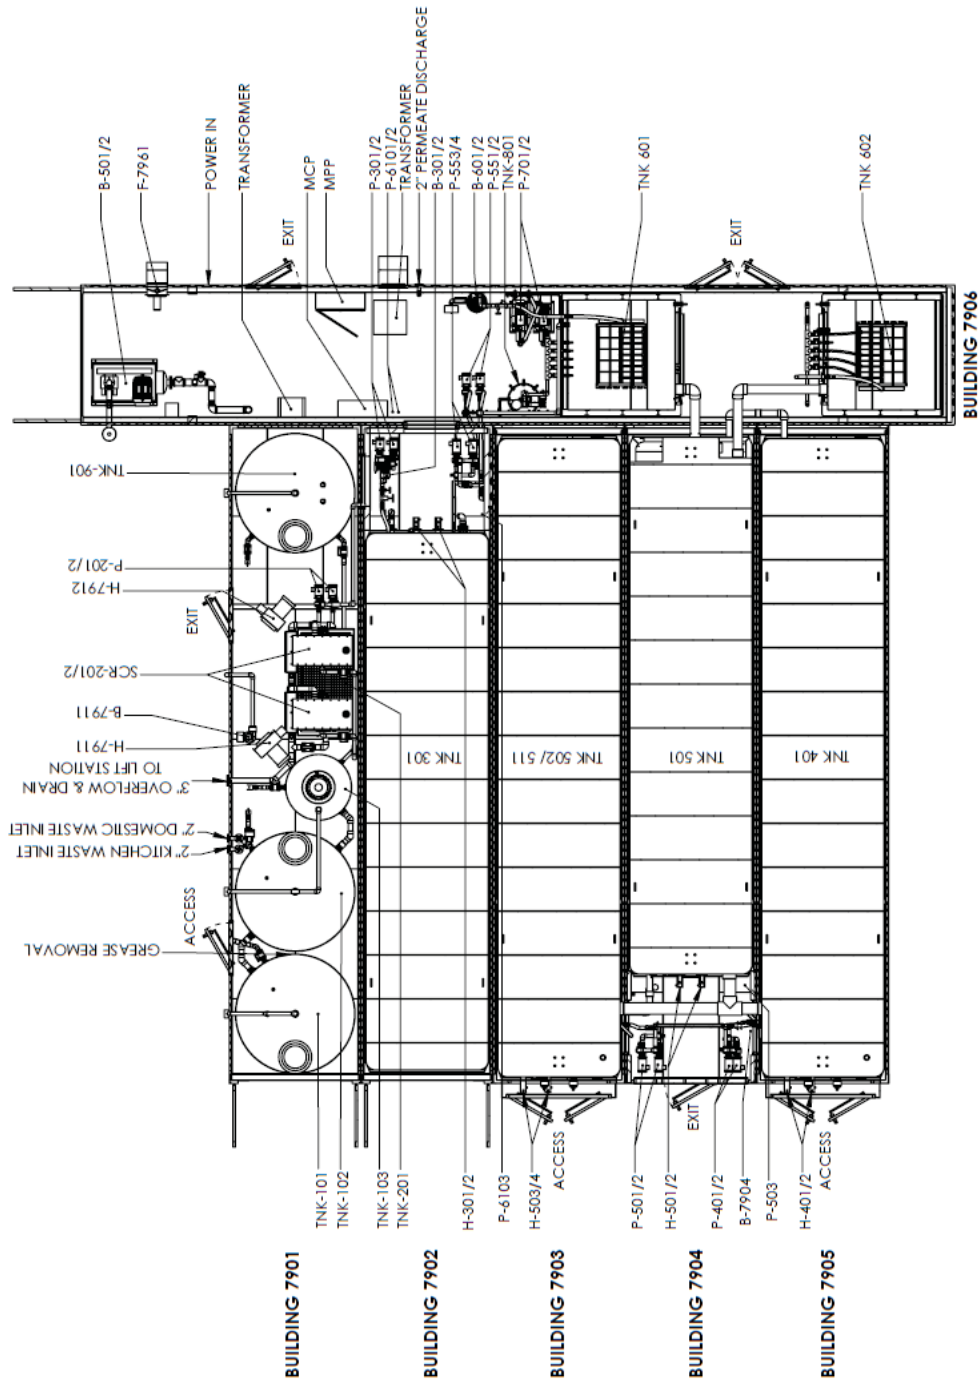 B-501/2
F-7961
POWER IN
TRANSFORMER
EXIT
MCP
MPP
P-301/2
P-6101/2
TRANSFORMER
2" PERMEATE DISCHARGE
B-301/2
P-553/4
B-601/2
P-551/2
TNK-801
P-701/2
TNK 601
EXIT
TNK 602
BUILDING 7906
TNK-901
P-201/2
H-7912
EXIT
SCR-201/2
B-7911
H-7911
3" OVERFLOW & DRAIN
TO LIFT STATION
2" DOMESTIC WASTE INLET
2" KITCHEN WASTE INLET
ACCESS
GREASE REMOVAL
TNK 301
TNK 502/ 511
TNK 501
TNK 401
TNK-101
TNK-102
TNK-103
TNK-201
H-301/2
P-6103
H-503/4
ACCESS
P-501/2
H-501/2
EXIT
P-401/2
B-7904
P-503
H-401/2
ACCESS
BUILDING 7901
BUILDING 7902
BUILDING 7903
BUILDING 7904
BUILDING 7905